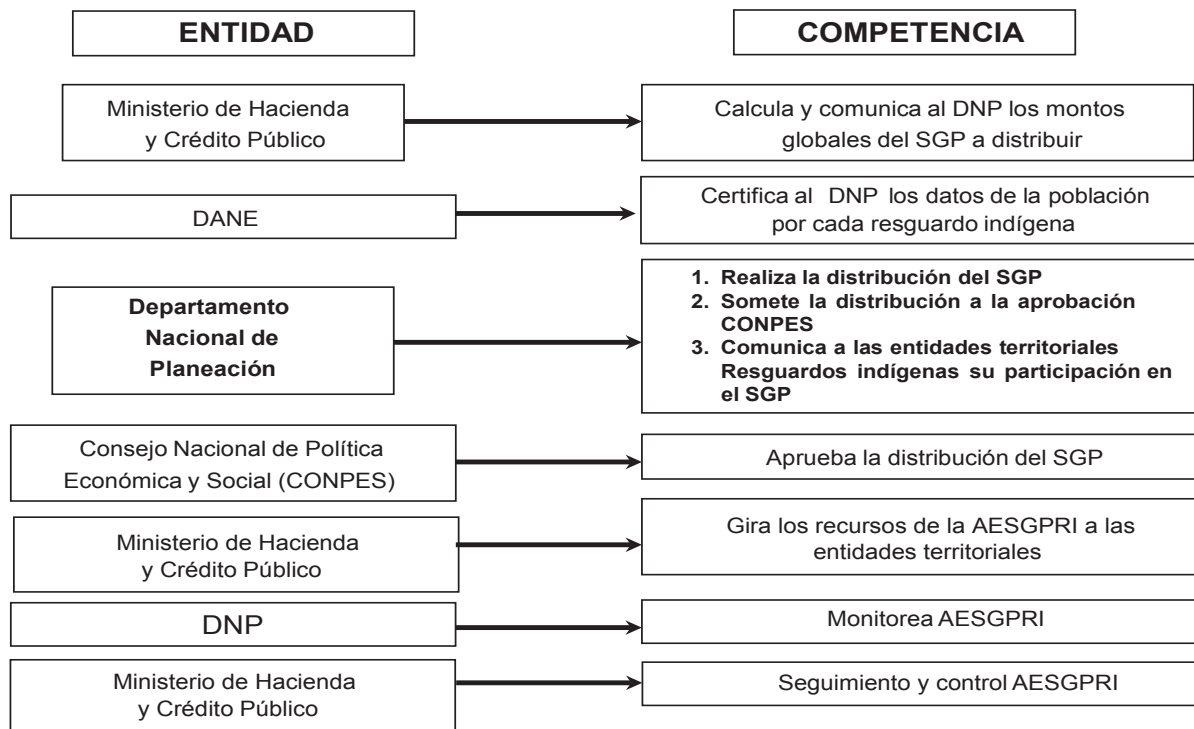 ENTIDAD
COMPETENCIA
Ministerio de Hacienda
y Crédito Público
Calcula y comunica al DNP los montos
globales del SGP a distribuir
DANE
Certifica al DNP los datos de la población
por cada resguardo indígena
Departamento
Nacional de
Planeación
1. Realiza la distribución del SGP
2. Somete la distribución a la aprobación
CONPES
3. Comunica a las entidades territoriales
Resguardos indígenas su participación en
el SGP
Consejo Nacional de Política
Económica y Social (CONPES)
Aprueba la distribución del SGP
Ministerio de Hacienda
y Crédito Público
Gira los recursos de la AESGPRI a las
entidades territoriales
DNP
Monitorea AESGPRI
Ministerio de Hacienda
y Crédito Público
Seguimiento y control AESGPRI